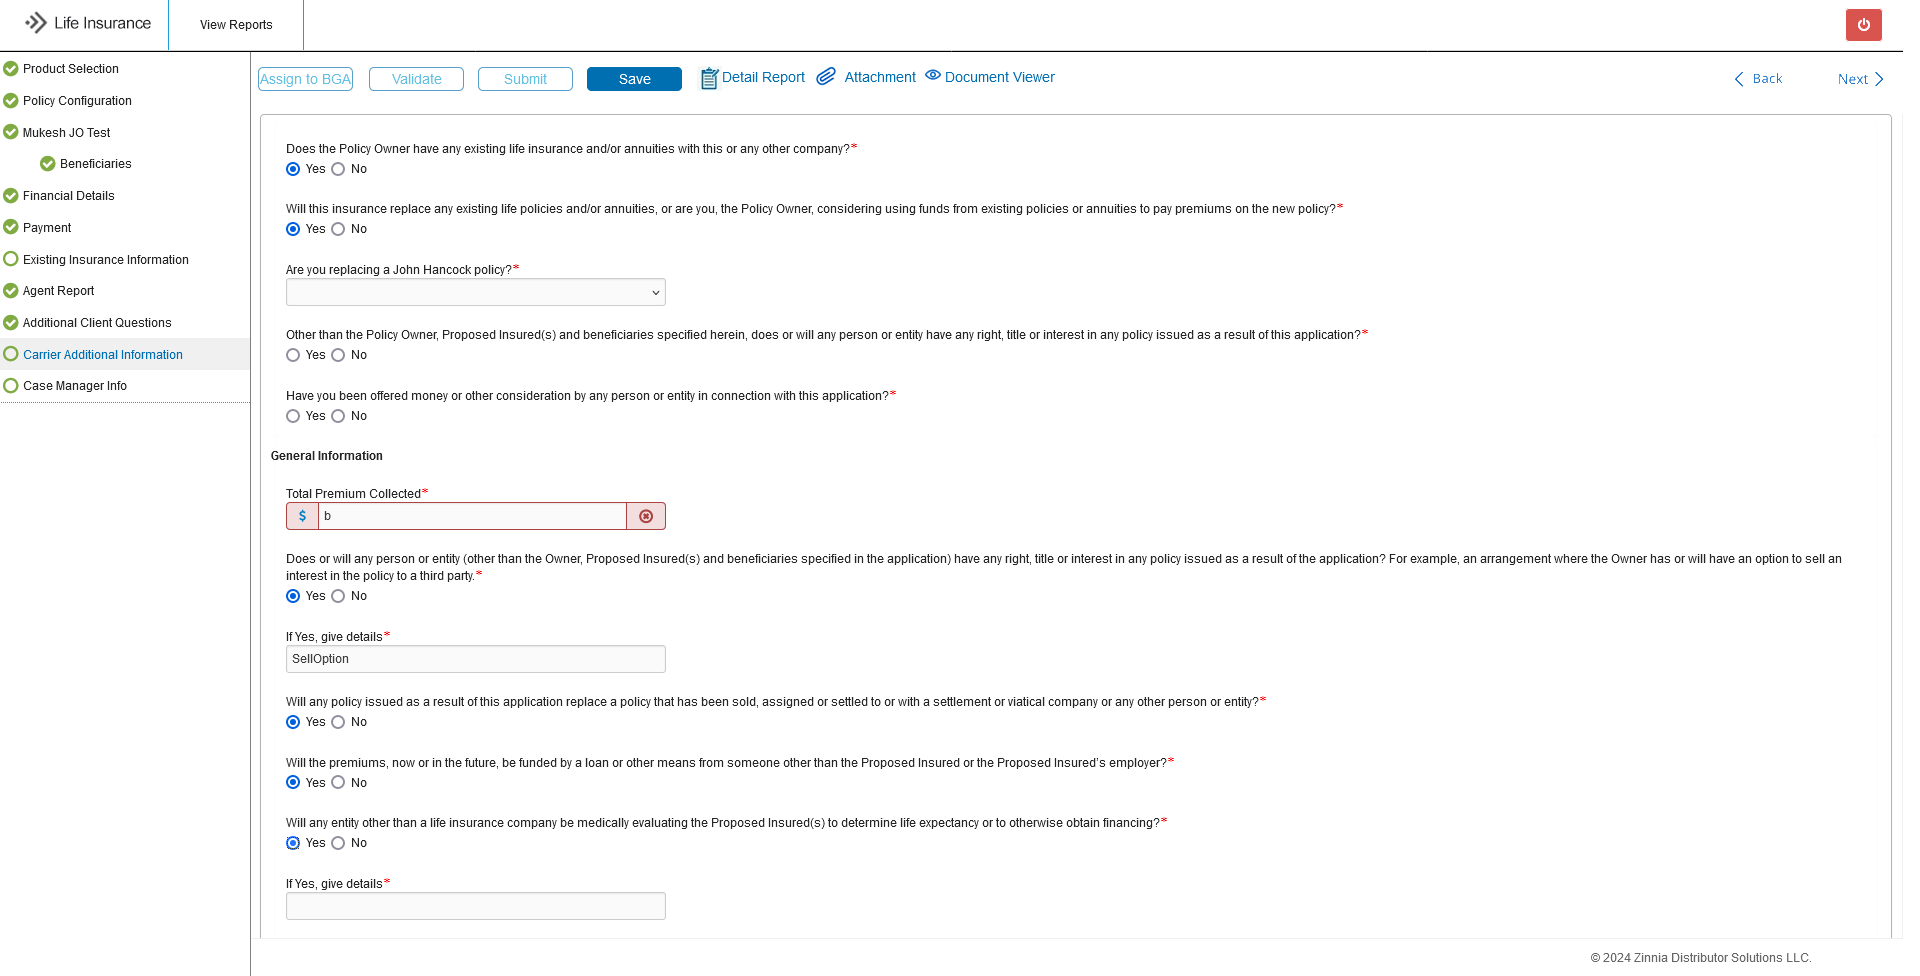 Life Insurance
View Reports
Product Selection
Policy Configuration
Mukesh JO Test
Beneficiaries
Financial Details
Payment
Existing Insurance Information
Agent Report
Additional Client Questions
Carrier Additional Information
Case Manager Info
Assign to BGA
Validate
Submit
Save
Detail Report
Attachment
Document Viewer
Back
Next
Does the Policy Owner have any existing life insurance and/or annuities with this or any other company?*
Yes No
Will this insurance replace any existing life policies and/or annuities, or are you, the Policy Owner, considering using funds from existing policies or annuities to pay premiums on the new policy?*
Yes No
Are you replacing a John Hancock policy?*
Other than the Policy Owner, Proposed Insured(s) and beneficiaries specified herein, does or will any person or entity have any right, title or interest in any policy issued as a result of this application?*
Yes No
Have you been offered money or other consideration by any person or entity in connection with this application?*
Yes No
General Information
Total Premium Collected*
$ b
Does or will any person or entity (other than the Owner, Proposed Insured(s) and beneficiaries specified in the application) have any right, title or interest in any policy issued as a result of the application? For example, an arrangement where the Owner has or will have an option to sell an
interest in the policy to a third party.*
Yes No
If Yes, give details*
SellOption
Will any policy issued as a result of this application replace a policy that has been sold, assigned or settled to or with a settlement or viatical company or any other person or entity?*
Yes No
Will the premiums, now or in the future, be funded by a loan or other means from someone other than the Proposed Insured or the Proposed Insured's employer?*
Yes No
Will any entity other than a life insurance company be medically evaluating the Proposed Insured(s) to determine life expectancy or to otherwise obtain financing?*
Yes No
If Yes, give details*
© 2024 Zinnia Distributor Solutions LLC.